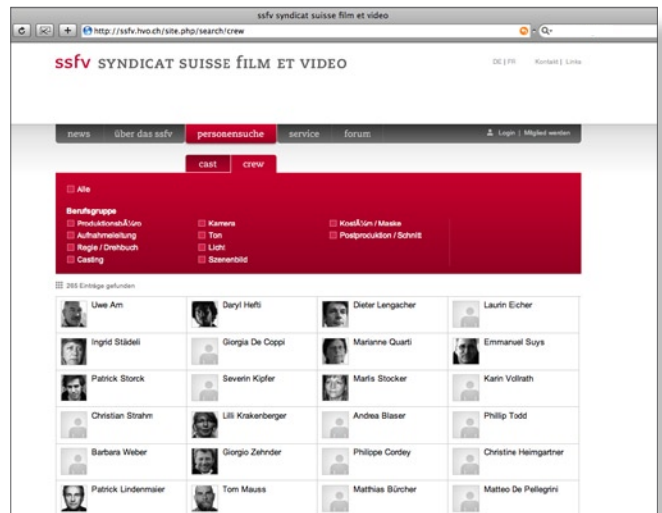 ssfv syndicat suisse film et video
http://ssfv.hvo.ch/site.php/search/crew
ssfv SYNDICAT SUISSE fILM ET VIDEO
DE | FR Kontakt | Links
news über das ssfv personensuche service forum Login | Mitglied werden
cast crew
Alle
Berufsgruppe
ProduktionsbÃ¼ro Kamera KostÃ¼m / Maske
Aufnahmeleitung Ton Postproduktion / Schnitt
Regie / Drehbuch Licht
Casting Szenenbild
265 Einträge gefunden
Uwe Arn Daryl Hefti Dieter Lengacher Laurin Eicher
Ingrid Städeli Giorgia De Coppi Marianne Quarti Emmanuel Suys
Patrick Storck Severin Kipfer Marlis Stocker Karin Vollrath
Christian Strahm Lilli Krakenberger Andrea Blaser Phillip Todd
Barbara Weber Giorgio Zehnder Philippe Cordey Christine Heimgartner
Patrick Lindenmaier Tom Mauss Matthias Bürcher Matteo De Pellegrini